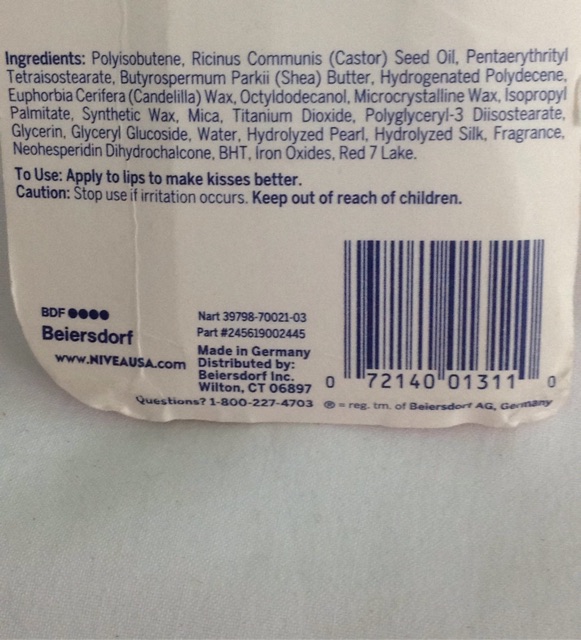 Ingredients: Polyisobutene, Ricinus Communis (Castor) Seed Oil, Pentaerythrityl
Tetraisostearate, Butyrospermum Parkii (Shea) Butter, Hydrogenated Polydecene,
Euphorbia Cerifera (Candelilla) Wax, Octyldodecanol, Microcrystalline Wax, Isopropyl
Palmitate, Synthetic Wax, Mica, Titanium Dioxide, Polyglyceryl-3 Diisostearate,
Glycerin, Glyceryl Glucoside, Water, Hydrolyzed Pearl, Hydrolyzed Silk, Fragrance,
Neohesperidin Dihydrochalcone, BHT, Iron Oxides, Red 7 Lake.
To Use: Apply to lips to make kisses better.
Caution: Stop use if irritation occurs. Keep out of reach of children.
BDF ●●●●
Beiersdorf
www.NIVEAUSA.com
Nart 39798-70021-03
Part #245619002445
Made in Germany
Distributed by:
Beiersdorf Inc.
Wilton, CT 06897
Questions? 1-800-227-4703
0 72140 01311 0
® = reg. tm. of Beiersdorf AG, Germany